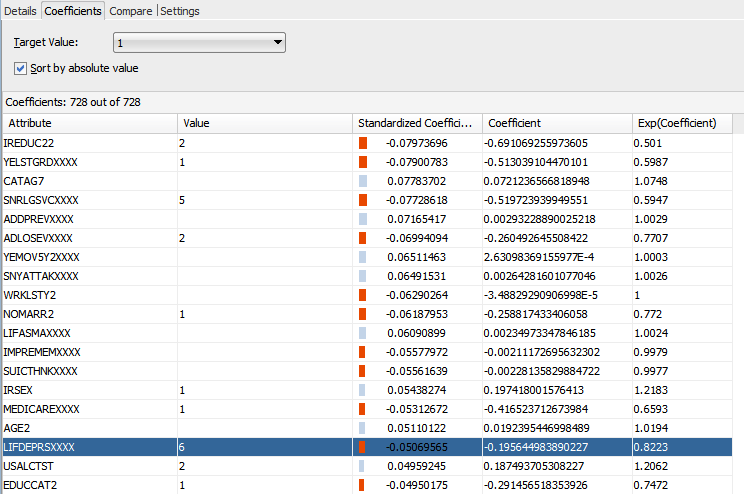 Details Coefficients Compare Settings
Target Value: 1
Sort by absolute value
Coefficients: 728 out of 728
Attribute Value Standardized Coeffici... Coefficient Exp(Coefficient)
IREDUC22 2 -0.07973696 -0.691069255973605 0.501
YELSTGRDXXXX 1 -0.07900783 -0.513039104470101 0.5987
CATAG7 0.07783702 0.0721236566818948 1.0748
SNRLGSVCXXXX 5 -0.07728618 -0.519723939949551 0.5947
ADDPREVXXXX 0.07165417 0.00293228890025218 1.0029
ADLOSEVXXXX 2 -0.06994094 -0.260492645508422 0.7707
YEMOV5Y2XXXX 0.06511463 2.63098369155977E-4 1.0003
SNYATTAKXXXX 0.06491531 0.00264281601077046 1.0026
WRKLSTY2 -0.06290264 -3.48829290906998E-5 1
NOMARR2 1 -0.06187953 -0.258817433406058 0.772
LIFASMAXXXX 0.06090899 0.00234973347846185 1.0024
IMPREMEMXXXX -0.05577972 -0.00211172695632302 0.9979
SUICTHNKXXXX -0.05561639 -0.00228135829884722 0.9977
IRSEX 1 0.05438274 0.197418001576413 1.2183
MEDICAREXXXX 1 -0.05312672 -0.416523712673984 0.6593
AGE2 0.05110122 0.0192395446998489 1.0194
LIFDEPRSXXXX 6 -0.05069565 -0.195644983890227 0.8223
USALCTST 2 0.04959245 0.187493705308227 1.2062
EDUCCAT2 1 -0.04950175 -0.291456518353926 0.7472